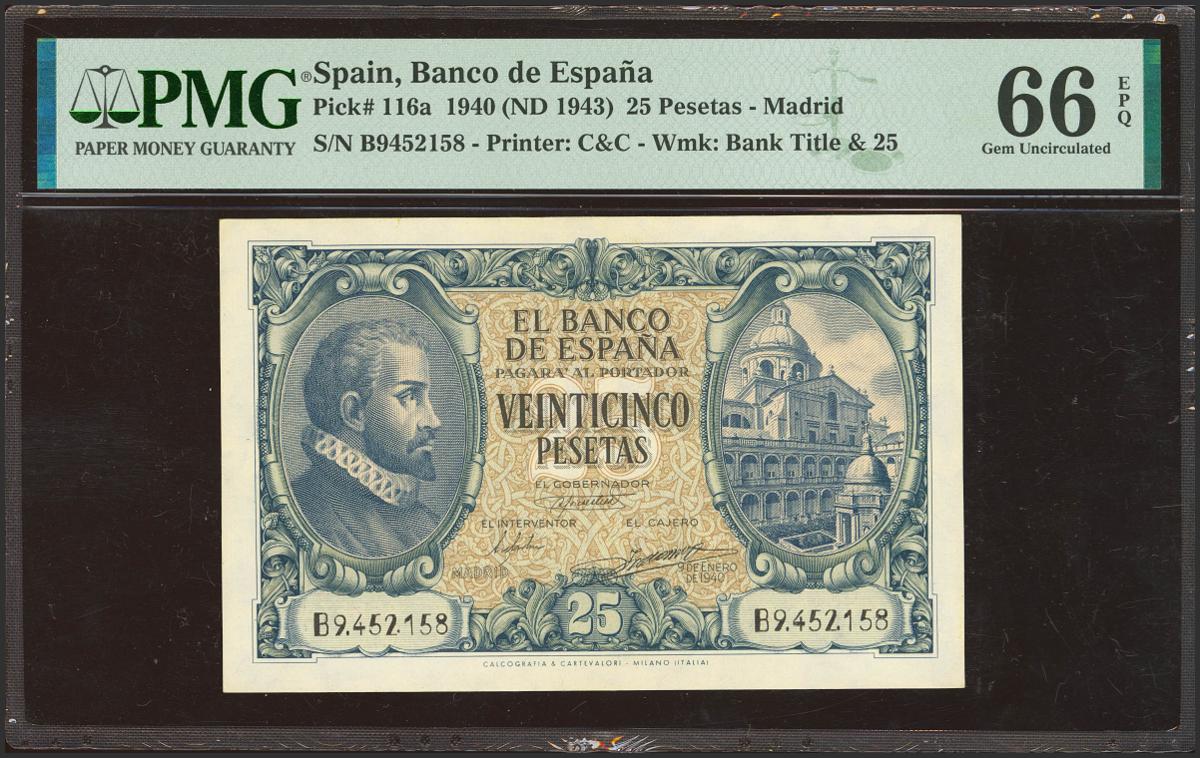 PMG®
PAPER MONEY GUARANTY
Spain, Banco de España
Pick# 116a 1940 (ND 1943) 25 Pesetas - Madrid
S/N B9452158 - Printer: C&C - Wmk: Bank Title & 25
66
EPQ
Gem Uncirculated
EL BANCO
DE ESPAÑA
PAGARÁ AL PORTADOR
25
VEINTICINCO
PESETAS
EL GOBERNADOR
EL INTERVENTOR EL CAJERO
MADRID
9 DE ENERO
DE 1940
B9.452.158
25
B9.452.158
CALCOGRAFIA & CARTEVALORI - MILANO (ITALIA)